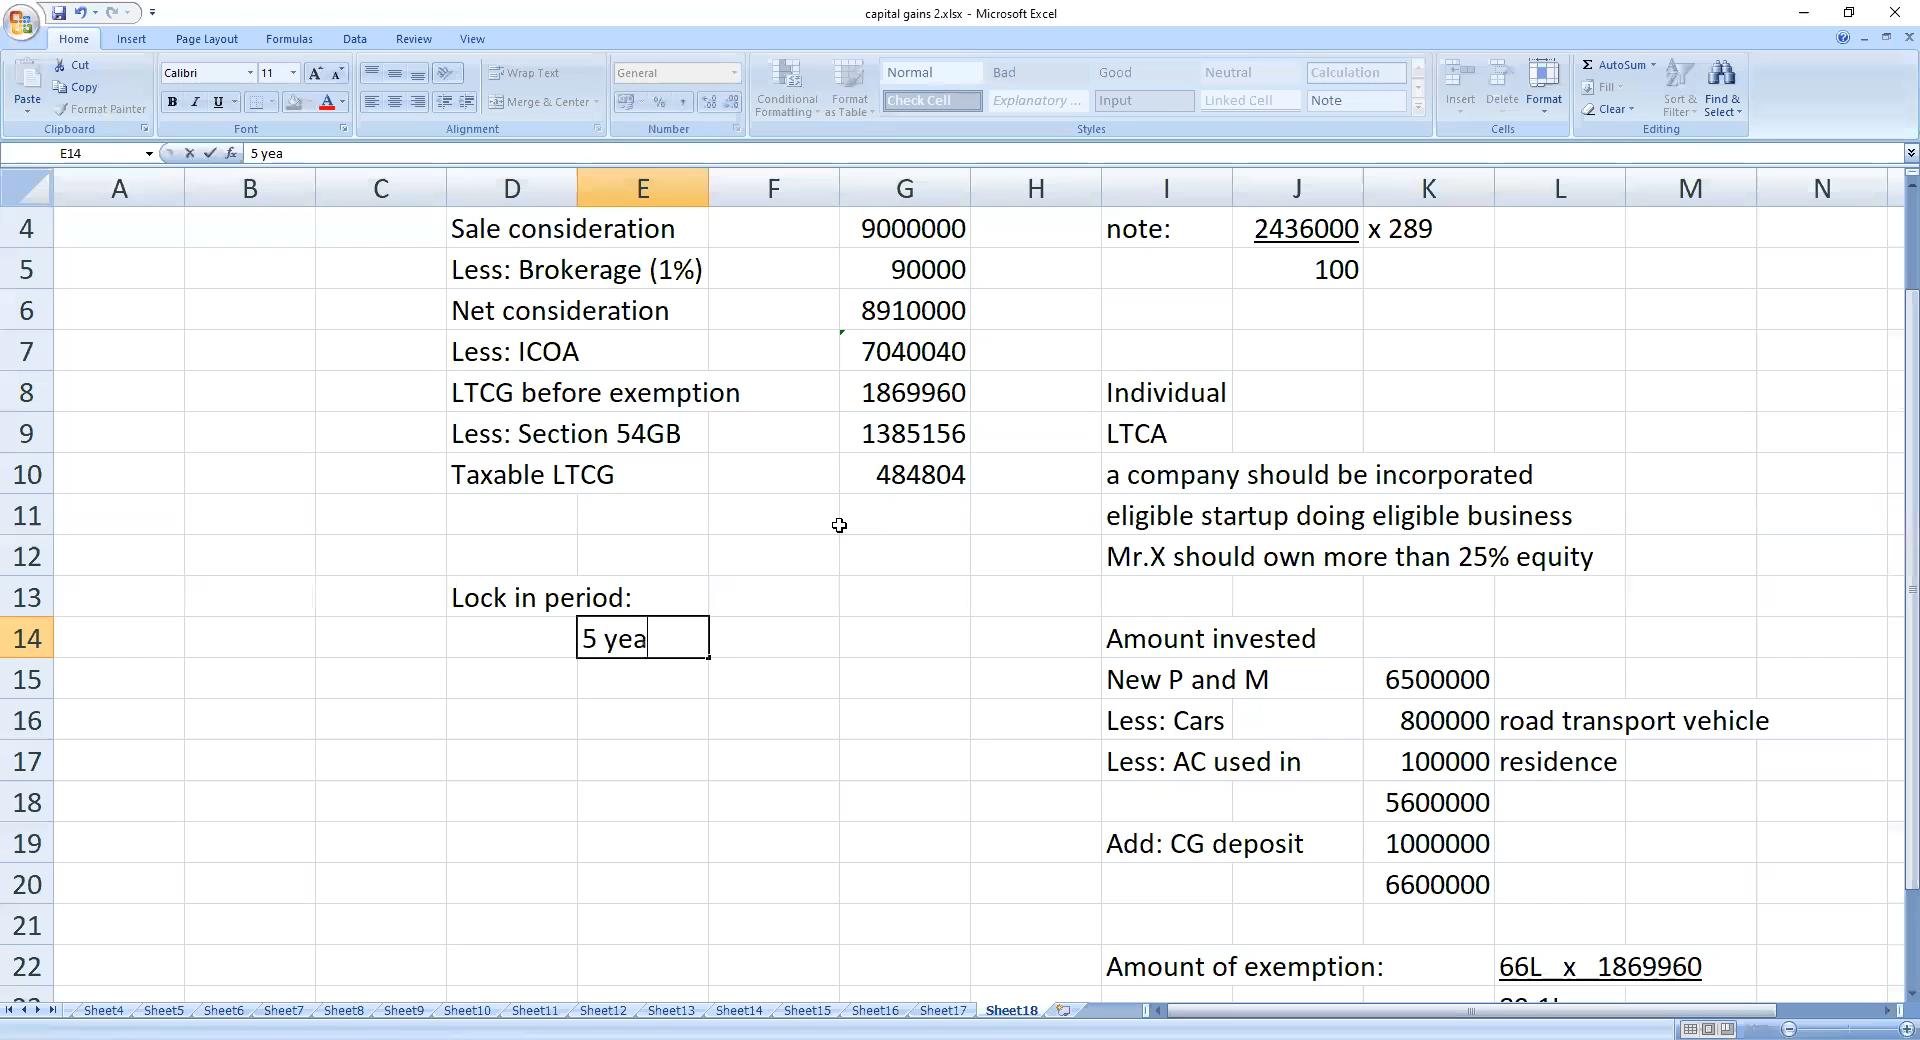 capital gains 2.xlsx - Microsoft Excel
Home Insert Page Layout Formulas Data Review View
Paste
Cut
Copy
Format Painter
Clipboard
Calibri 11
B I U
Font
Wrap Text
Merge & Center
Alignment
General
Number
Conditional Formatting
Format as Table
Normal Bad Good Neutral Calculation
Check Cell Explanatory ... Input Linked Cell Note
Styles
Insert Delete Format
Cells
AutoSum
Fill
Clear
Sort & Filter
Find & Select
Editing
E14 5 yea
A B C D E F G H I J K L M N
4 Sale consideration 9000000 note: 2436000 x 289
5 Less: Brokerage (1%) 90000 100
6 Net consideration 8910000
7 Less: ICOA 7040040
8 LTCG before exemption 1869960 Individual
9 Less: Section 54GB 1385156 LTCA
10 Taxable LTCG 484804 a company should be incorporated
11 eligible startup doing eligible business
12 Mr.X should own more than 25% equity
13 Lock in period:
14 5 yea Amount invested
15 New P and M 6500000
16 Less: Cars 800000 road transport vehicle
17 Less: AC used in 100000 residence
18 5600000
19 Add: CG deposit 1000000
20 6600000
21
22 Amount of exemption: 66L x 1869960
Sheet4 Sheet5 Sheet6 Sheet7 Sheet8 Sheet9 Sheet10 Sheet11 Sheet12 Sheet13 Sheet14 Sheet15 Sheet16 Sheet17 Sheet18